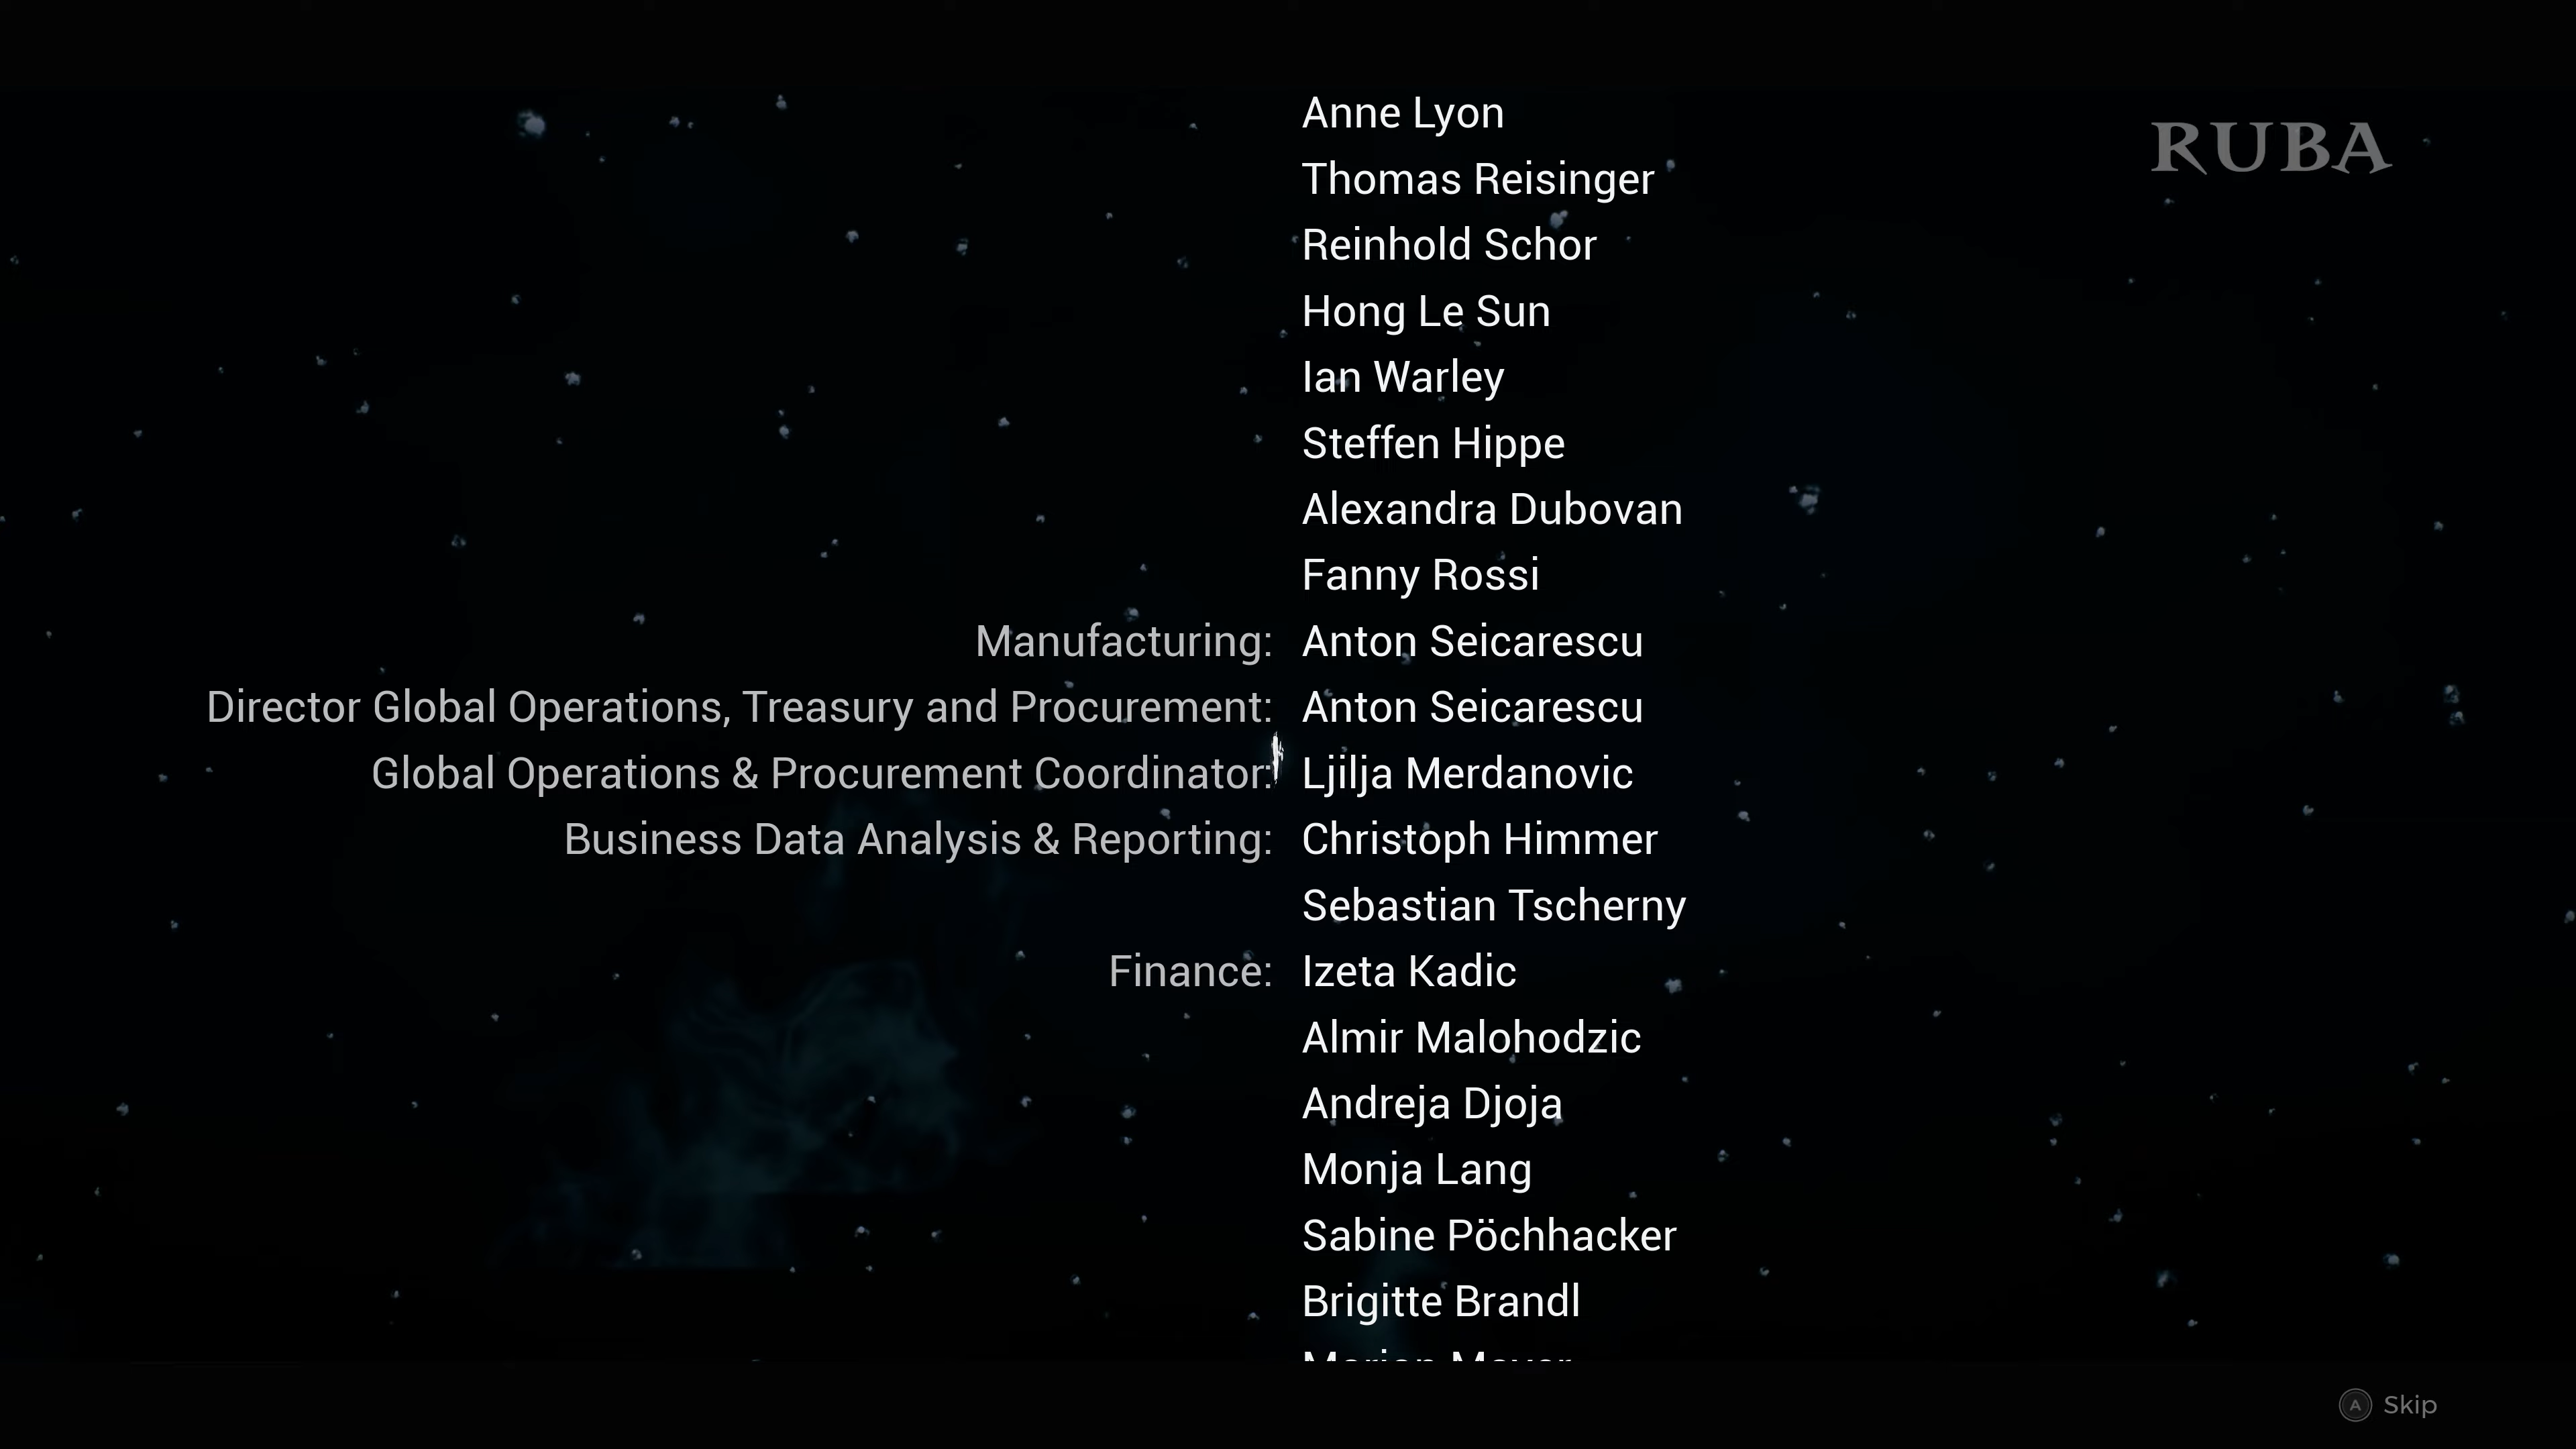 Anne Lyon
RUBA
Thomas Reisinger
Reinhold Schor
Hong Le Sun
Ian Warley
Steffen Hippe
Alexandra Dubovan
Fanny Rossi
Manufacturing: Anton Seicarescu
Director Global Operations, Treasury and Procurement: Anton Seicarescu
Global Operations & Procurement Coordinator: Ljilja Merdanovic
Business Data Analysis & Reporting: Christoph Himmer
Sebastian Tscherny
Finance: Izeta Kadic
Almir Malohodzic
Andreja Djoja
Monja Lang
Sabine Pöchhacker
Brigitte Brandl
A Skip